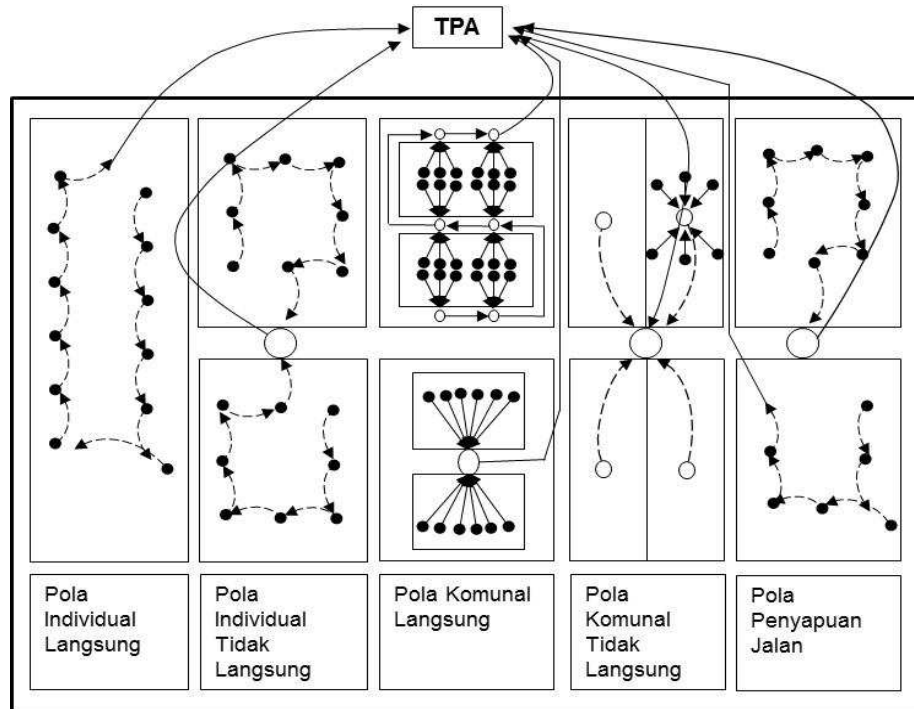 TPA
Pola
Individual
Langsung
Pola
Individual
Tidak
Langsung
Pola Komunal
Langsung
Pola
Komunal
Tidak
Langsung
Pola
Penyapuan
Jalan